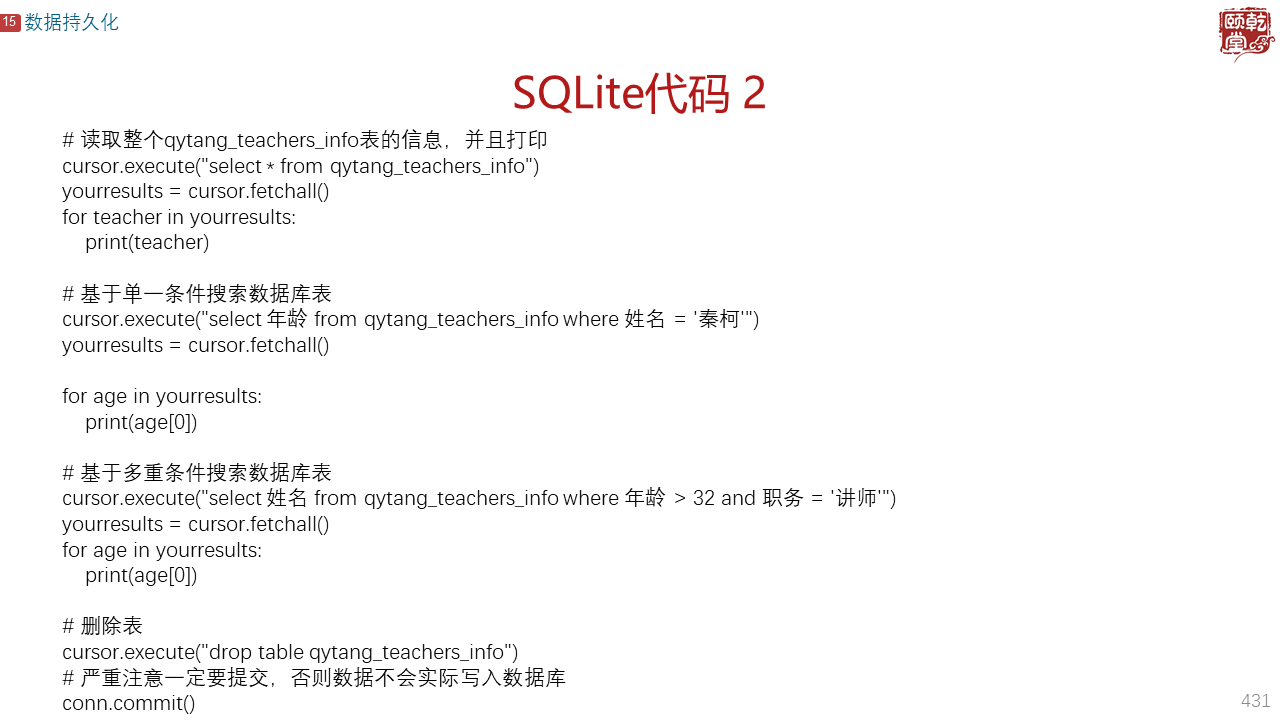 15 数据持久化
乾颐堂
SQLite代码 2
# 读取整个qytang_teachers_info表的信息，并且打印
cursor.execute("select * from qytang_teachers_info")
yourresults = cursor.fetchall()
for teacher in yourresults:
    print(teacher)
# 基于单一条件搜索数据库表
cursor.execute("select 年龄 from qytang_teachers_info where 姓名 = '秦柯'")
yourresults = cursor.fetchall()
for age in yourresults:
    print(age[0])
# 基于多重条件搜索数据库表
cursor.execute("select 姓名 from qytang_teachers_info where 年龄 > 32 and 职务 = '讲师'")
yourresults = cursor.fetchall()
for age in yourresults:
    print(age[0])
# 删除表
cursor.execute("drop table qytang_teachers_info")
# 严重注意一定要提交，否则数据不会实际写入数据库
conn.commit()
431